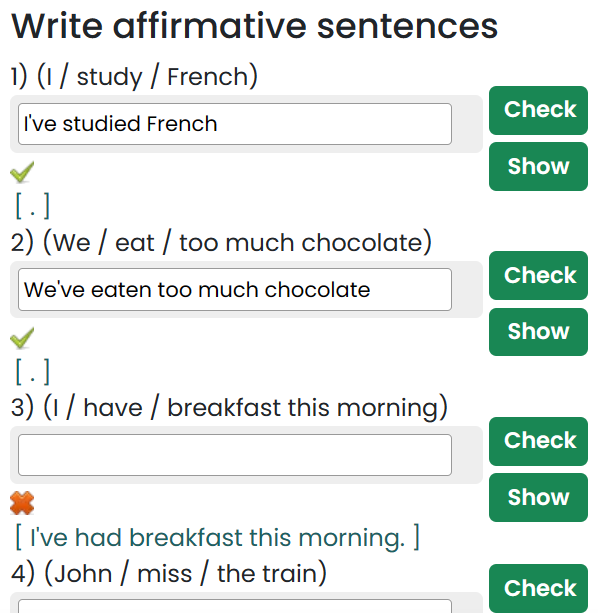 Write affirmative sentences
1) (I / study / French)
I've studied French
Check
Show
[ . ]
2) (We / eat / too much chocolate)
We've eaten too much chocolate
Check
Show
[ . ]
3) (I / have / breakfast this morning)
Check
Show
[ I've had breakfast this morning. ]
4) (John / miss / the train)
Check